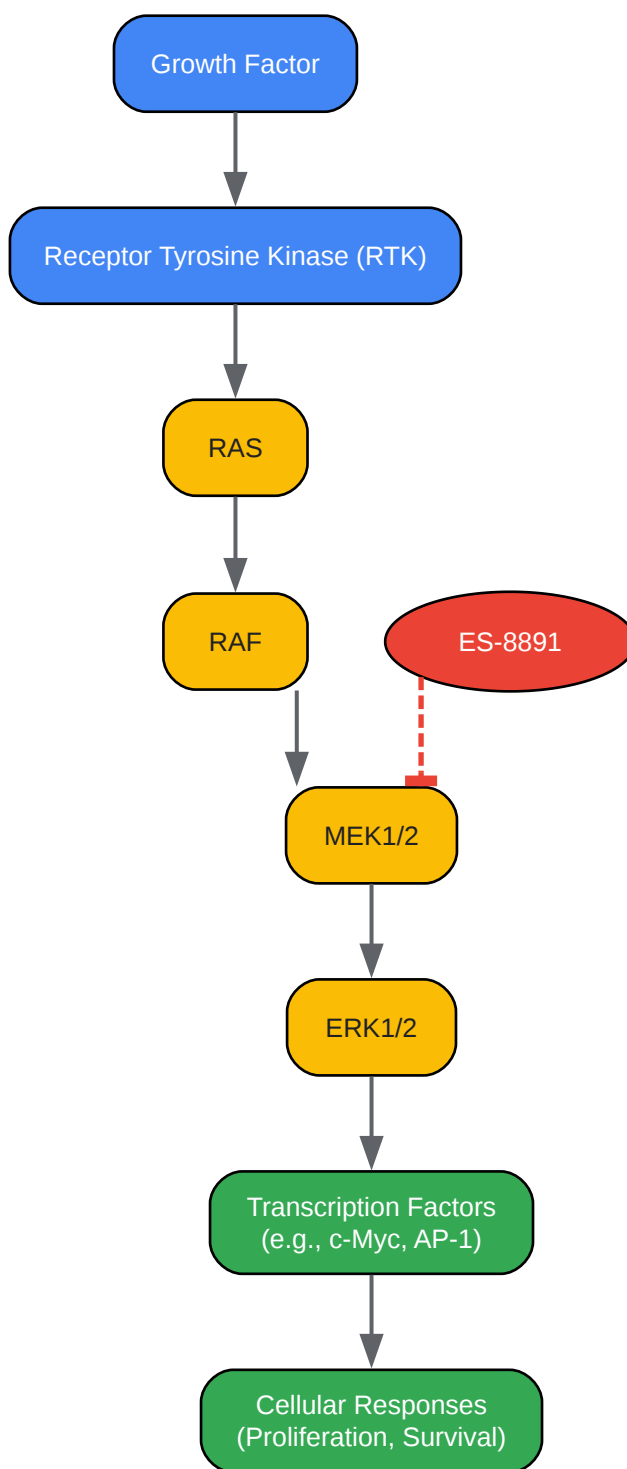 Growth Factor
Receptor Tyrosine Kinase (RTK)
RAS
RAF
ES-8891
MEK1/2
ERK1/2
Transcription Factors
(e.g., c-Myc, AP-1)
Cellular Responses
(Proliferation, Survival)